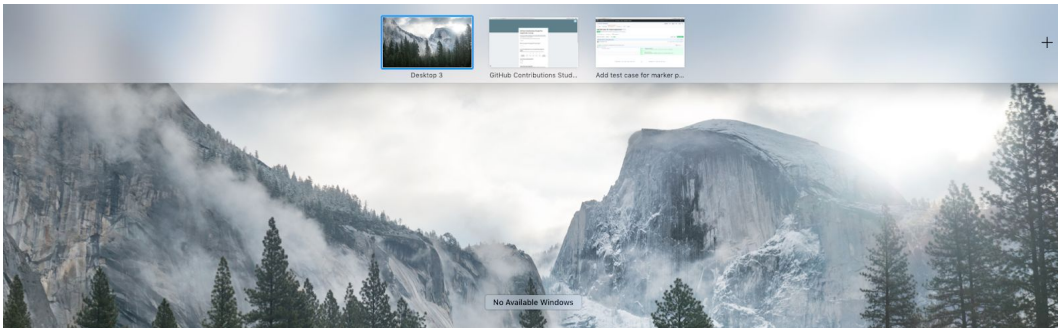 Desktop 3
GitHub Contributions Stud...
Add test case for marker p...
No Available Windows